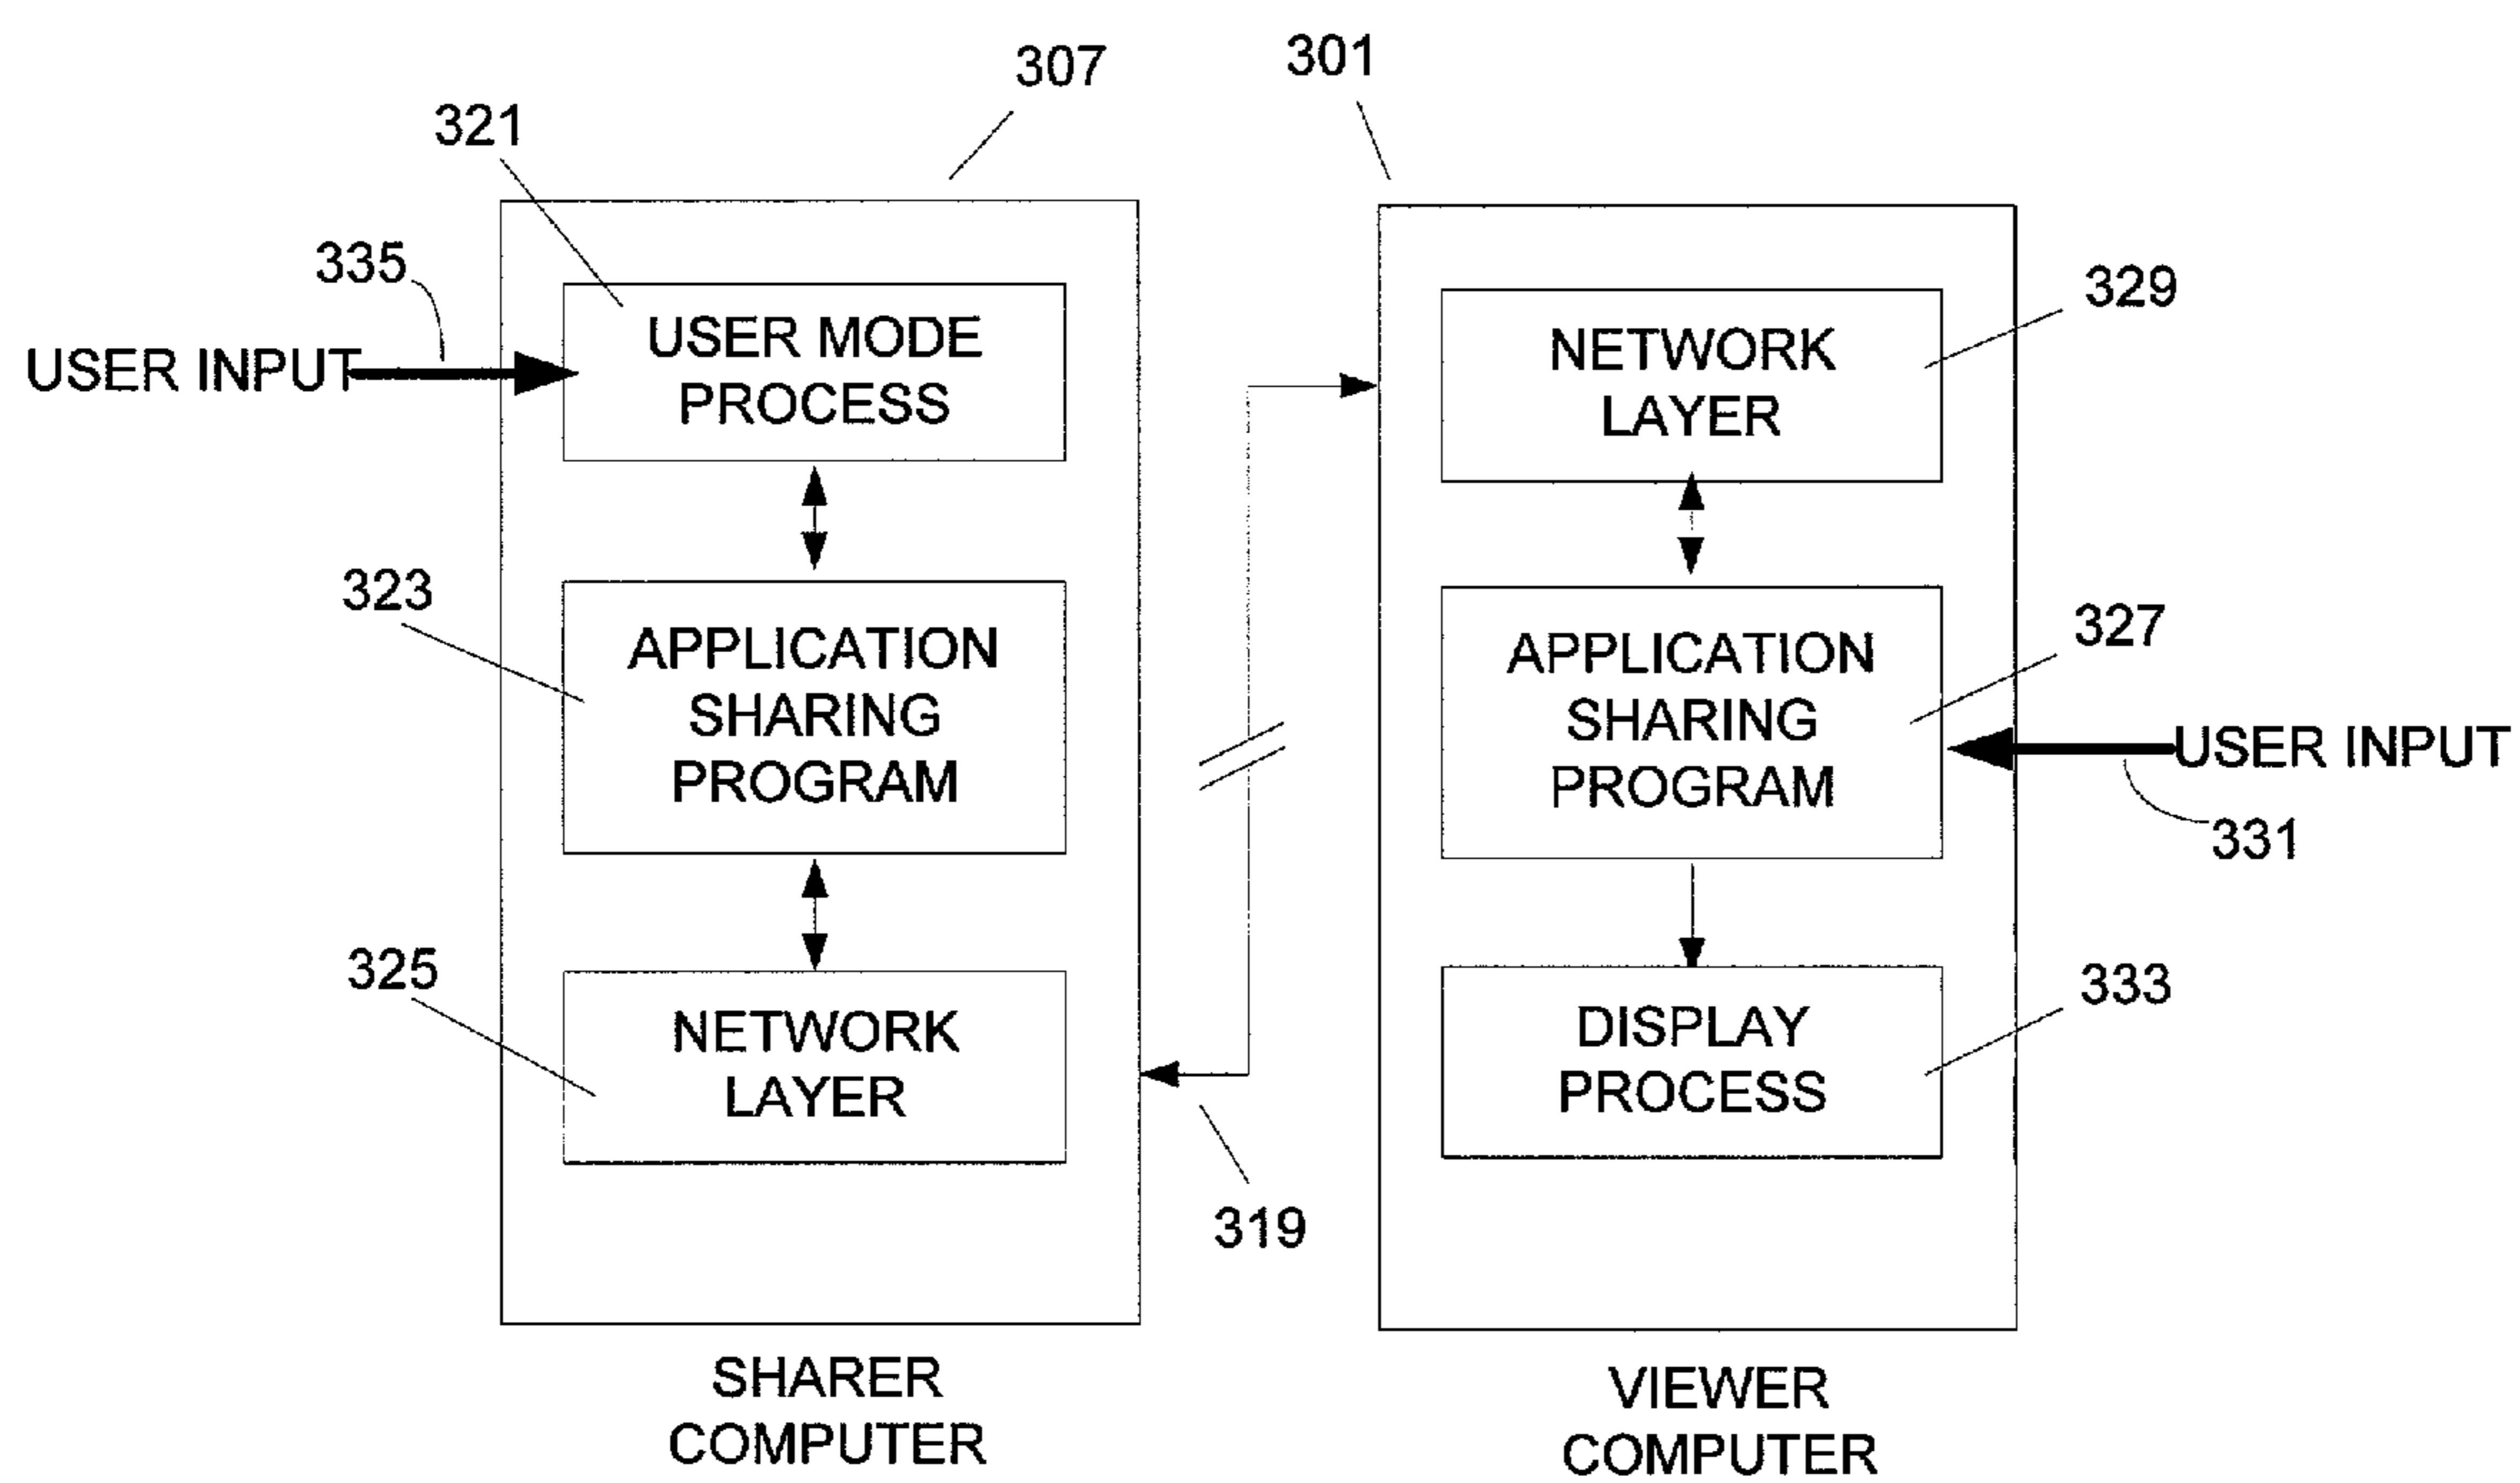 307
301
321
335
USER INPUT
USER MODE
PROCESS
323
APPLICATION
SHARING
PROGRAM
325
NETWORK
LAYER
319
SHARER
COMPUTER
329
NETWORK
LAYER
327
APPLICATION
SHARING
PROGRAM
USER INPUT
331
333
DISPLAY
PROCESS
VIEWER
COMPUTER